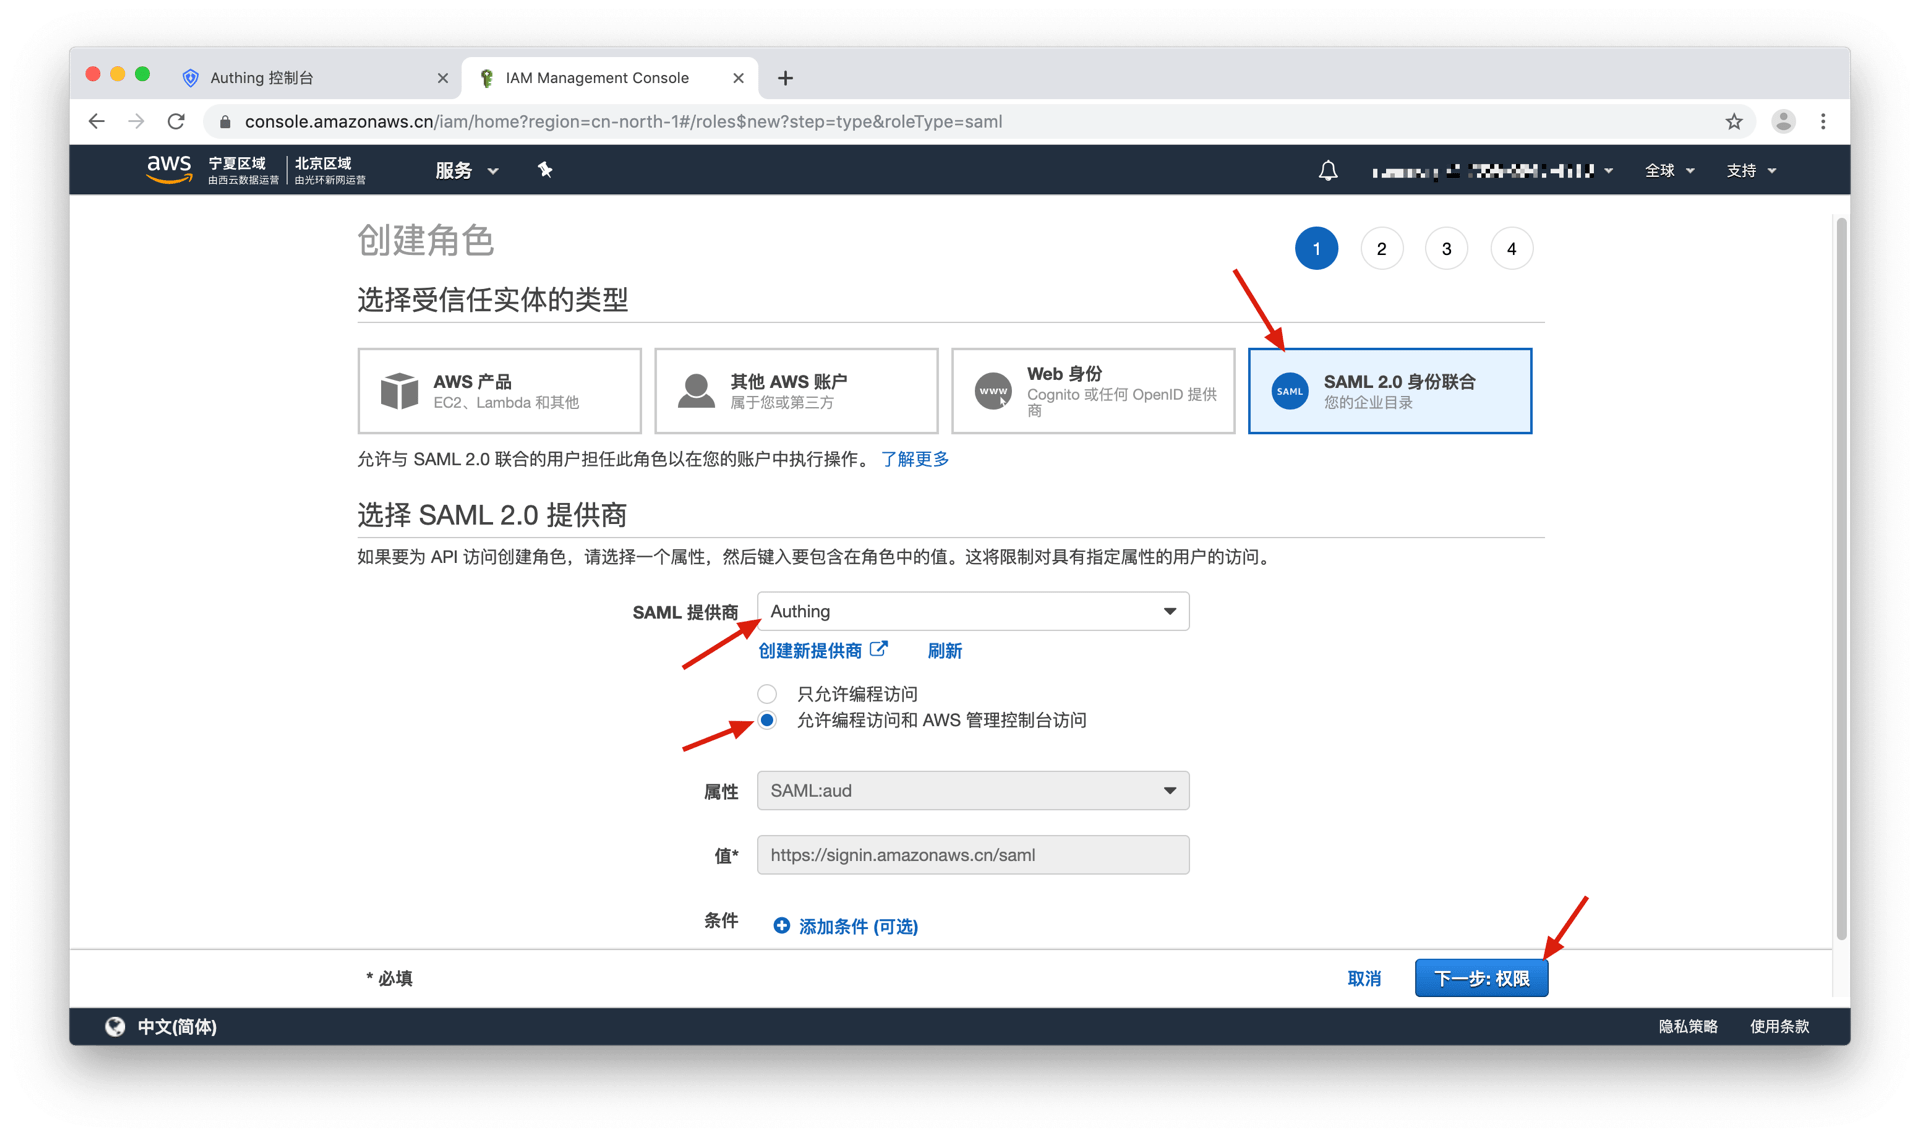 Authing 控制台
IAM Management Console
console.amazonaws.cn/iam/home?region=cn-north-1#/roles$new?step=type&roleType=saml
aws
宁夏区域
由西云数据运营
北京区域
由光环新网运营
服务
全球
支持
创建角色
1
2
3
4
选择受信任实体的类型
AWS 产品
EC2、Lambda 和其他
其他 AWS 账户
属于您或第三方
www
Web 身份
Cognito 或任何 OpenID 提供
商
SAML
SAML 2.0 身份联合
您的企业目录
允许与 SAML 2.0 联合的用户担任此角色以在您的账户中执行操作。 了解更多
选择 SAML 2.0 提供商
如果要为 API 访问创建角色，请选择一个属性，然后键入要包含在角色中的值。这将限制对具有指定属性的用户的访问。
SAML 提供商
Authing
创建新提供商
刷新
只允许编程访问
允许编程访问和 AWS 管理控制台访问
属性
SAML:aud
值*
https://signin.amazonaws.cn/saml
条件
添加条件 (可选)
* 必填
取消
下一步: 权限
中文(简体)
隐私策略
使用条款